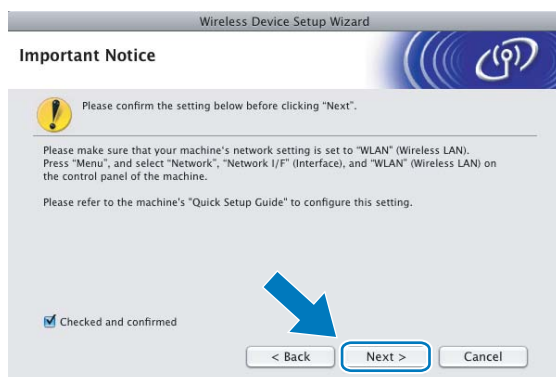 Wireless Device Setup Wizard
Important Notice
Please confirm the setting below before clicking "Next".
Please make sure that your machine's network setting is set to "WLAN" (Wireless LAN).
Press "Menu", and select "Network", "Network I/F" (Interface), and "WLAN" (Wireless LAN) on
the control panel of the machine.
Please refer to the machine's "Quick Setup Guide" to configure this setting.
Checked and confirmed
< Back
Next >
Cancel